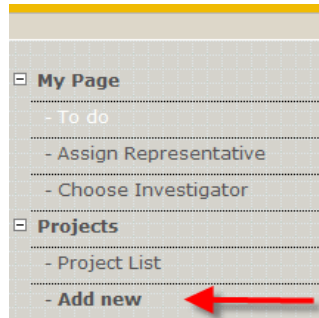 My Page
- To do
- Assign Representative
- Choose Investigator
Projects
- Project List
- Add new